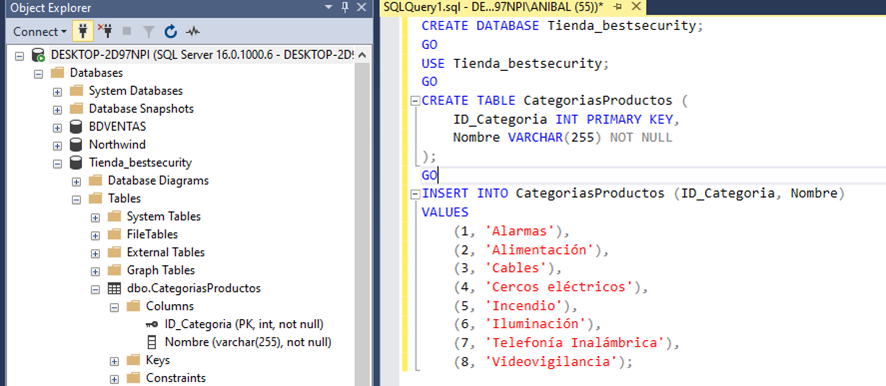 Object Explorer
Connect
DESKTOP-2D97NPI (SQL Server 16.0.1000.6 - DESKTOP-2D9
Databases
System Databases
Database Snapshots
BDVENTAS
Northwind
Tienda_bestsecurity
Database Diagrams
Tables
System Tables
FileTables
External Tables
Graph Tables
dbo.CategoriasProductos
Columns
ID_Categoria (PK, int, not null)
Nombre (varchar(255), not null)
Keys
Constraints
SQLQuery1.sql - DE...97NPI\ANIBAL (55))*
CREATE DATABASE Tienda_bestsecurity;
GO
USE Tienda_bestsecurity;
GO
CREATE TABLE CategoriasProductos (
ID_Categoria INT PRIMARY KEY,
Nombre VARCHAR(255) NOT NULL
);
GO
INSERT INTO CategoriasProductos (ID_Categoria, Nombre)
VALUES
(1, 'Alarmas'),
(2, 'Alimentación'),
(3, 'Cables'),
(4, 'Cercos eléctricos'),
(5, 'Incendio'),
(6, 'Iluminación'),
(7, 'Telefonía Inalámbrica'),
(8, 'Videovigilancia');